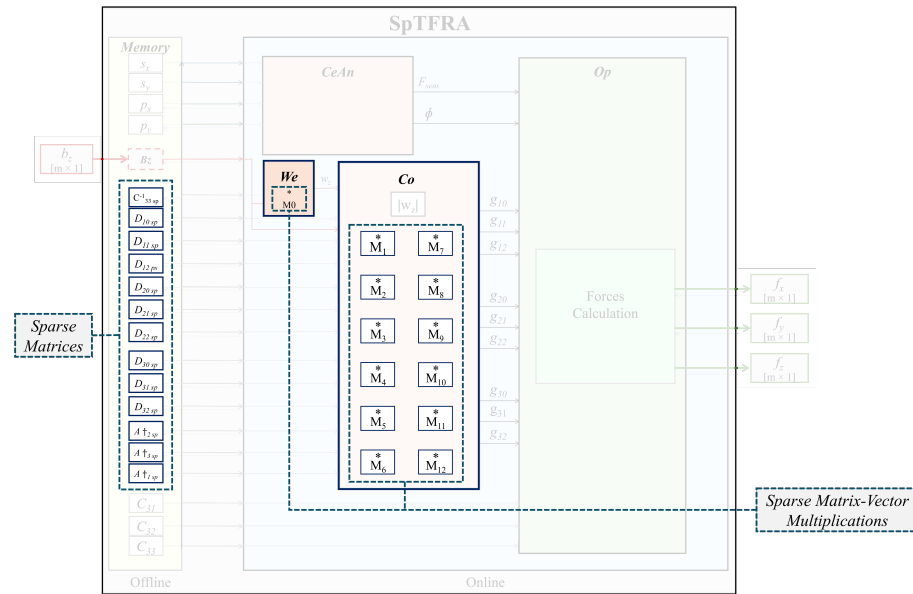 SpTFRA
Memory
s_x
s_y
p_x
p_y
b_z
[m × 1]
Bz
C⁻¹_33 sp
D_10 sp
D_11 sp
D_12 ps
D_20 sp
D_21 sp
D_22 sp
D_30 sp
D_31 sp
D_32 sp
A†_2 sp
A†_3 sp
A†_1 sp
C_31
C_32
C_33
Offline
Sparse
Matrices
CeAn
F_sens
ϕ̂
We
*
M0
w_z
Co
|w_z|
* *
M_1 M_7
* *
M_2 M_8
* *
M_3 M_9
* *
M_4 M_10
* *
M_5 M_11
* *
M_6 M_12
g_10
g_11
g_12
g_20
g_21
g_22
g_30
g_31
g_32
Op
Forces
Calculation
Online
f_x
[m × 1]
f_y
[m × 1]
f_z
[m × 1]
Sparse Matrix-Vector
Multiplications